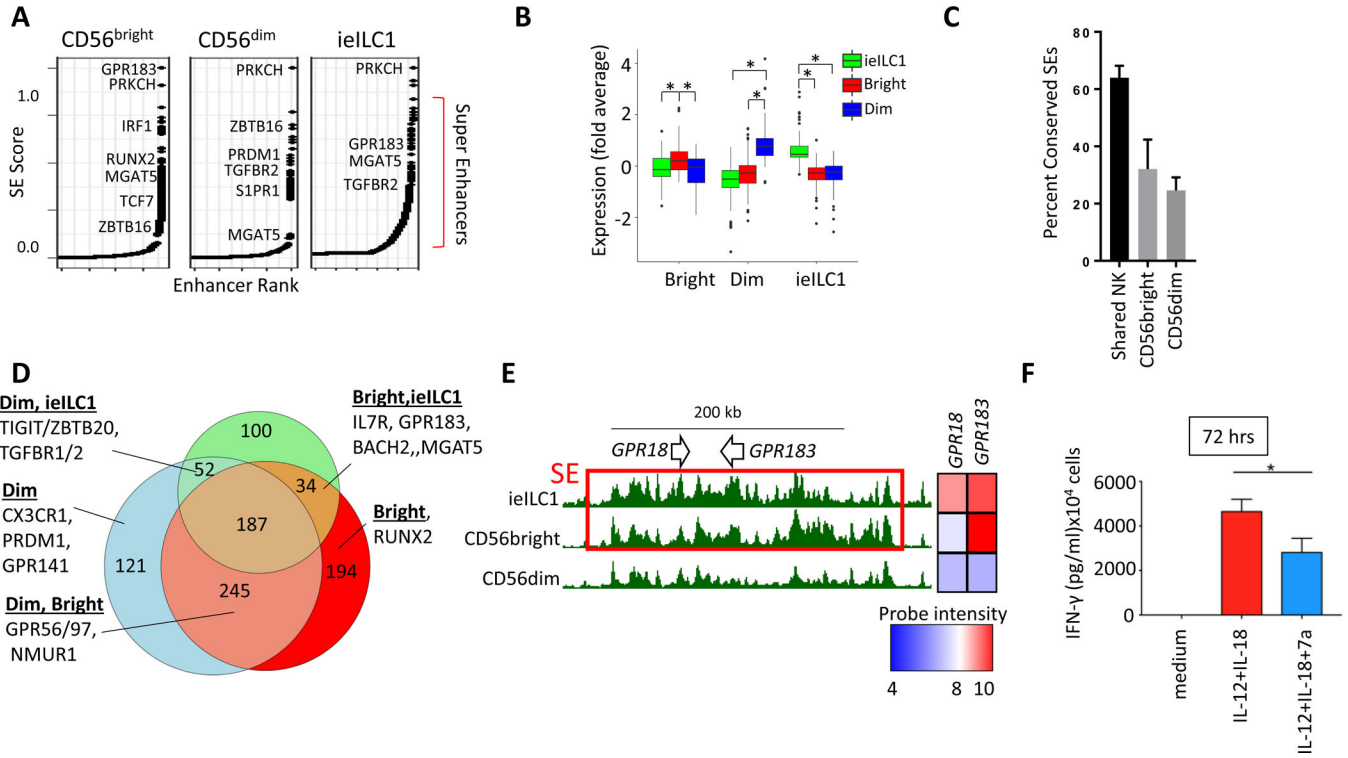 A
CD56bright
CD56dim
ieILC1
SE Score
1.0
0.0
GPR183
PRKCH
IRF1
RUNX2
MGAT5
TCF7
ZBTB16
PRKCH
ZBTB16
PRDM1
TGFBR2
S1PR1
MGAT5
PRKCH
GPR183
MGAT5
TGFBR2
Super Enhancers
Enhancer Rank
B
Expression (fold average)
4
2
0
-2
* *
*
*
*
*
ieILC1
Bright
Dim
Bright Dim ieILC1
C
Percent Conserved SEs
80
60
40
20
0
Shared NK
CD56bright
CD56dim
D
Dim, ieILC1
TIGIT/ZBTB20,
TGFBR1/2
Dim
CX3CR1,
PRDM1,
GPR141
Dim, Bright
GPR56/97,
NMUR1
Bright,ieILC1
IL7R, GPR183,
BACH2,,MGAT5
Bright,
RUNX2
100
52
34
187
121
245
194
E
200 kb
GPR18
GPR183
SE
ieILC1
CD56bright
CD56dim
GPR18
GPR183
Probe intensity
4 8 10
F
72 hrs
*
IFN-γ (pg/ml)x10⁴ cells
6000
4000
2000
0
medium
IL-12+IL-18
IL-12+IL-18+7a